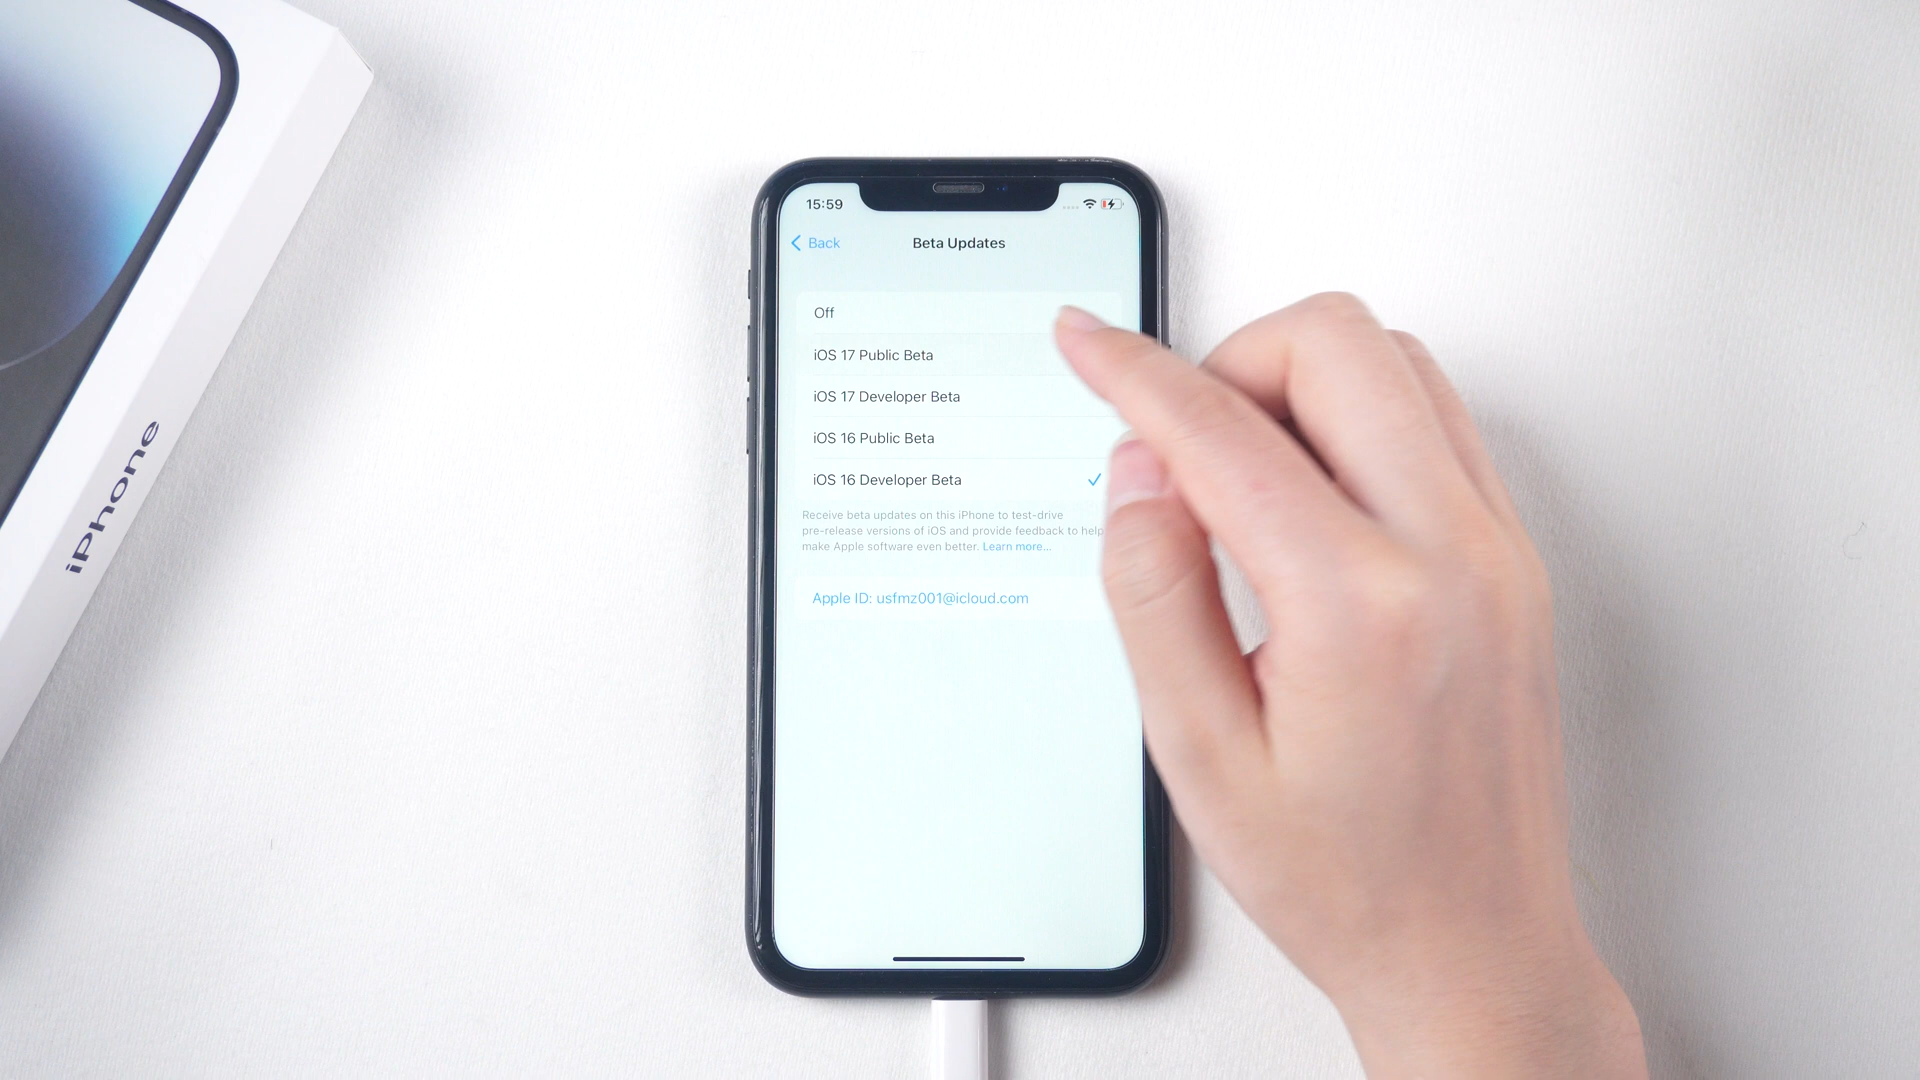 iPhone
15:59
Back
Beta Updates
Off
iOS 17 Public Beta
iOS 17 Developer Beta
iOS 16 Public Beta
iOS 16 Developer Beta
Receive beta updates on this iPhone to test-drive
pre-release versions of iOS and provide feedback to help
make Apple software even better. Learn more...
Apple ID: usfmz001@icloud.com